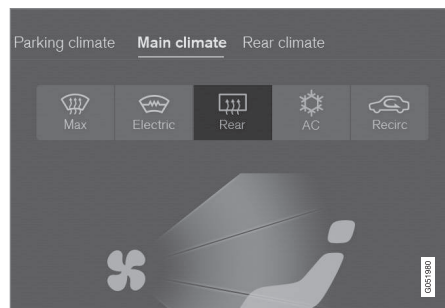 Parking climate Main climate Rear climate
Max Electric Rear AC Recirc
G051980